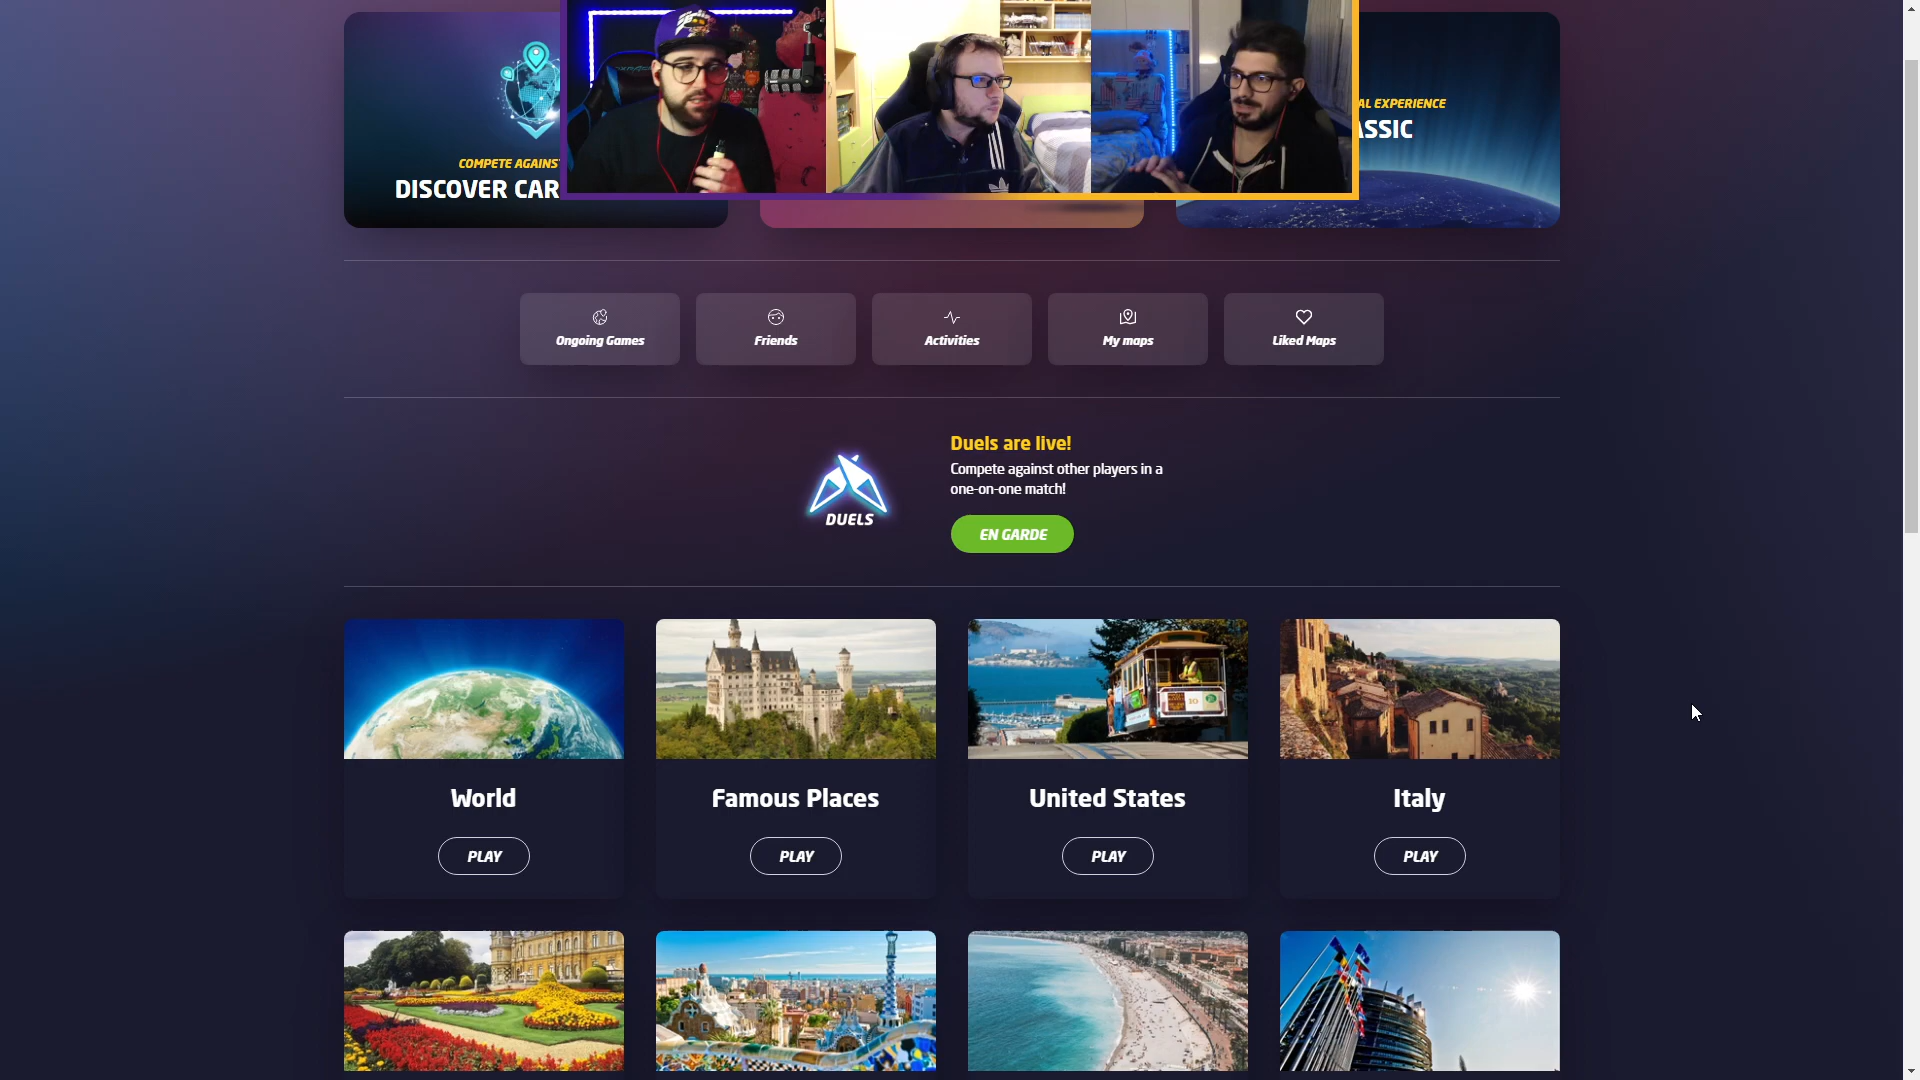 COMPETE AGAINS
DISCOVER CAR
AL EXPERIENCE
ASSIC
Ongoing Games
Friends
Activities
My maps
Liked Maps
DUELS
Duels are live!
Compete against other players in a
one-on-one match!
EN GARDE
World
Famous Places
United States
Italy
PLAY
PLAY
PLAY
PLAY